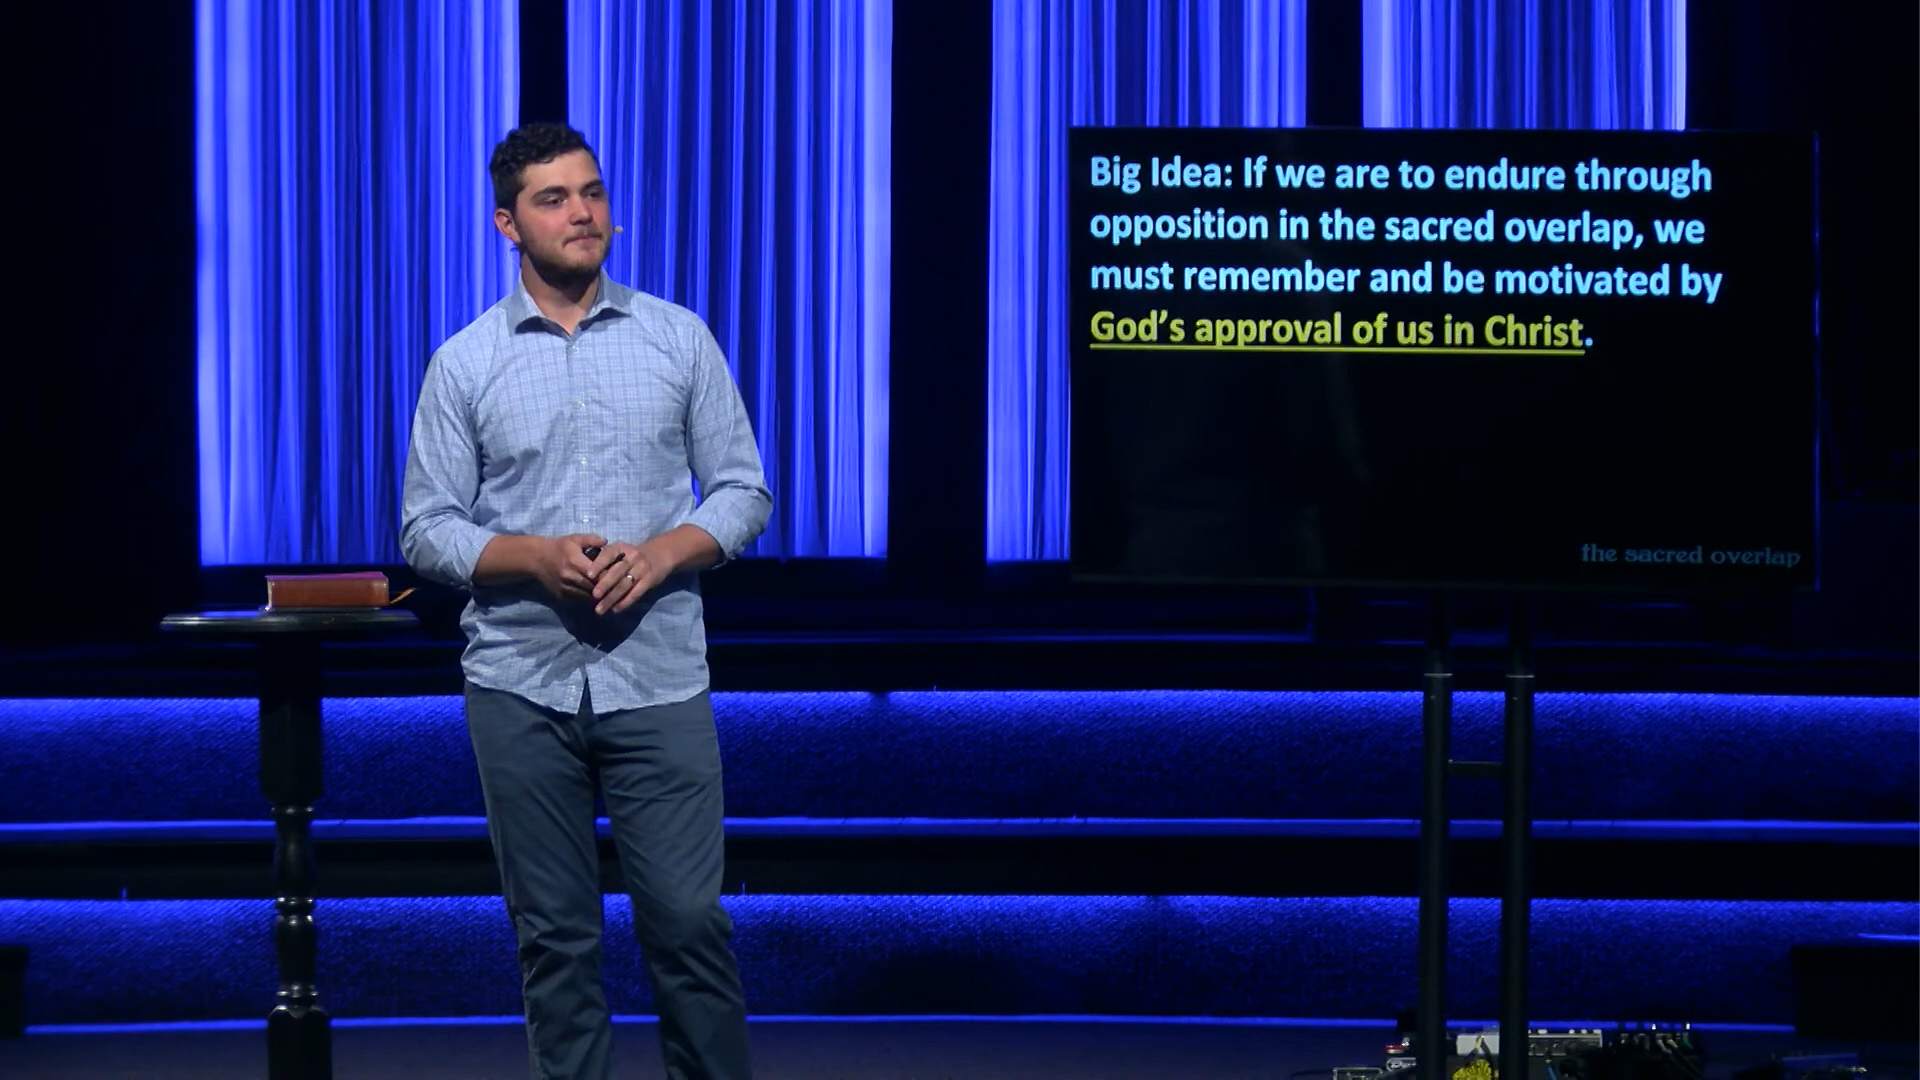 Big Idea: If we are to endure through
opposition in the sacred overlap, we
must remember and be motivated by
God's approval of us in Christ.
the sacred overlap